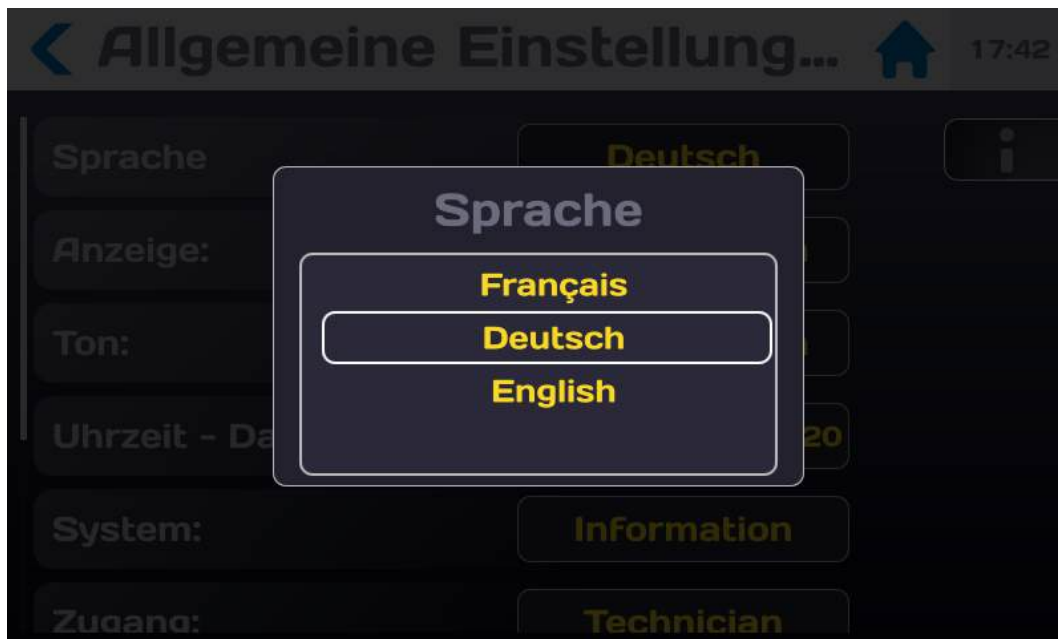 Allgemeine Einstellung...
17:42
Sprache
Deutsch
Sprache
Anzeige:
Français
Deutsch
Ton:
English
Uhrzeit - Da
20
System:
Information
Zugang:
Technician